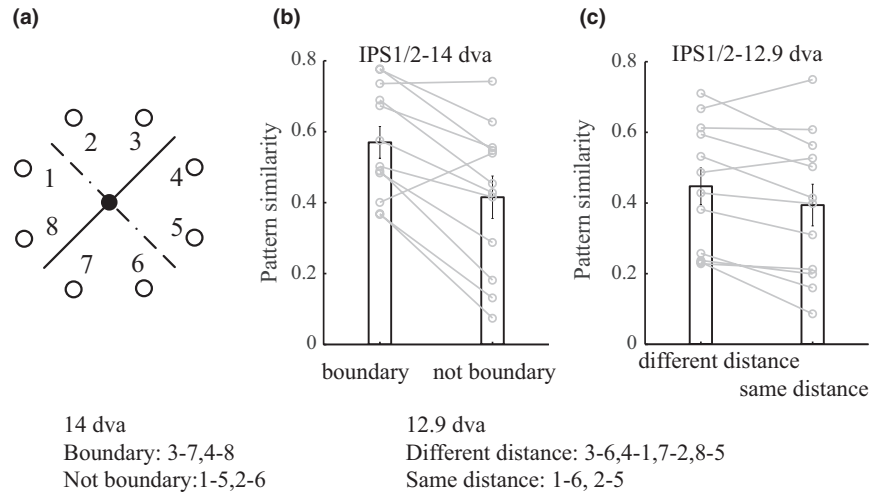 (a)
2
3
1
4
8
5
7
6
(b)
IPS1/2-14 dva
Pattern similarity
0.8
0.6
0.4
0.2
0
boundary
not boundary
(c)
IPS1/2-12.9 dva
Pattern similarity
0.8
0.6
0.4
0.2
0
different distance
same distance
14 dva
Boundary: 3-7,4-8
Not boundary:1-5,2-6
12.9 dva
Different distance: 3-6,4-1,7-2,8-5
Same distance: 1-6, 2-5